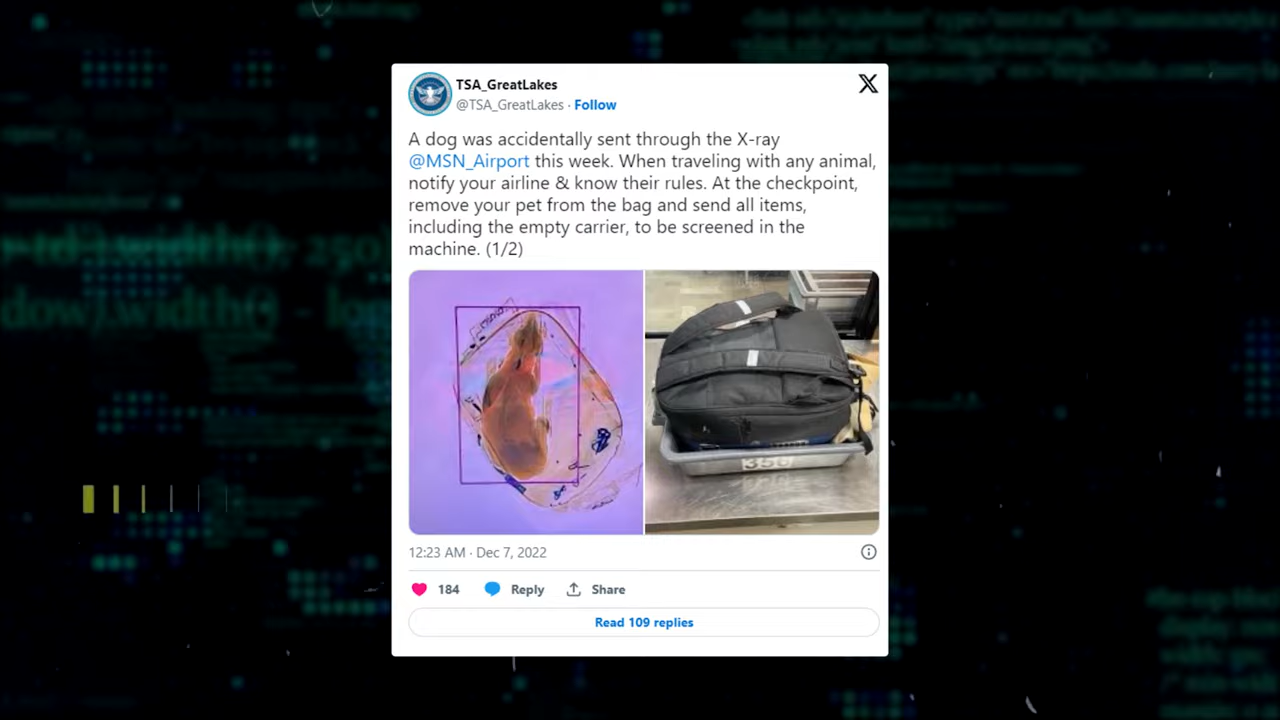 TSA_GreatLakes
@TSA_GreatLakes · Follow
A dog was accidentally sent through the X-ray
@MSN_Airport this week. When traveling with any animal,
notify your airline & know their rules. At the checkpoint,
remove your pet from the bag and send all items,
including the empty carrier, to be screened in the
machine. (1/2)
356
12:23 AM · Dec 7, 2022
184 Reply Share
Read 109 replies